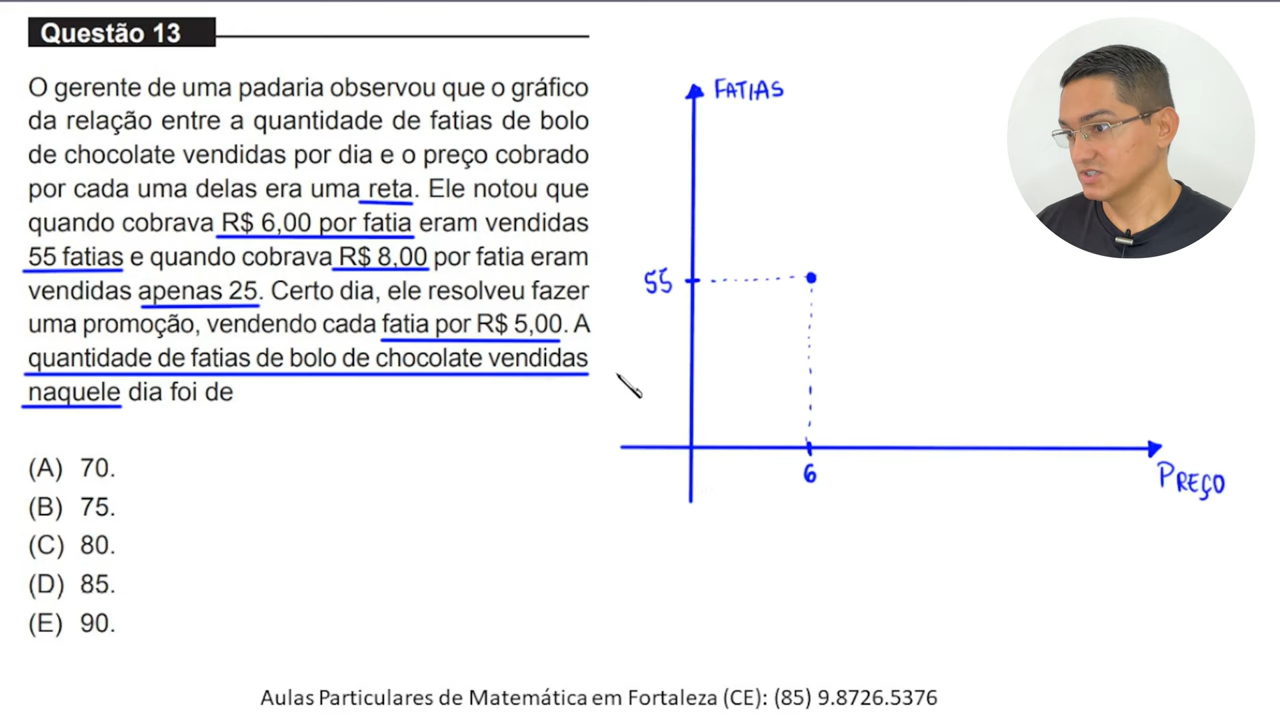 Questão 13
O gerente de uma padaria observou que o gráfico
da relação entre a quantidade de fatias de bolo
de chocolate vendidas por dia e o preço cobrado
por cada uma delas era uma reta. Ele notou que
quando cobrava R$ 6,00 por fatia eram vendidas
55 fatias e quando cobrava R$ 8,00 por fatia eram
vendidas apenas 25. Certo dia, ele resolveu fazer
uma promoção, vendendo cada fatia por R$ 5,00. A
quantidade de fatias de bolo de chocolate vendidas
naquele dia foi de
(A) 70.
(B) 75.
(C) 80.
(D) 85.
(E) 90.
FATIAS
55
6
PREÇO
Aulas Particulares de Matemática em Fortaleza (CE): (85) 9.8726.5376